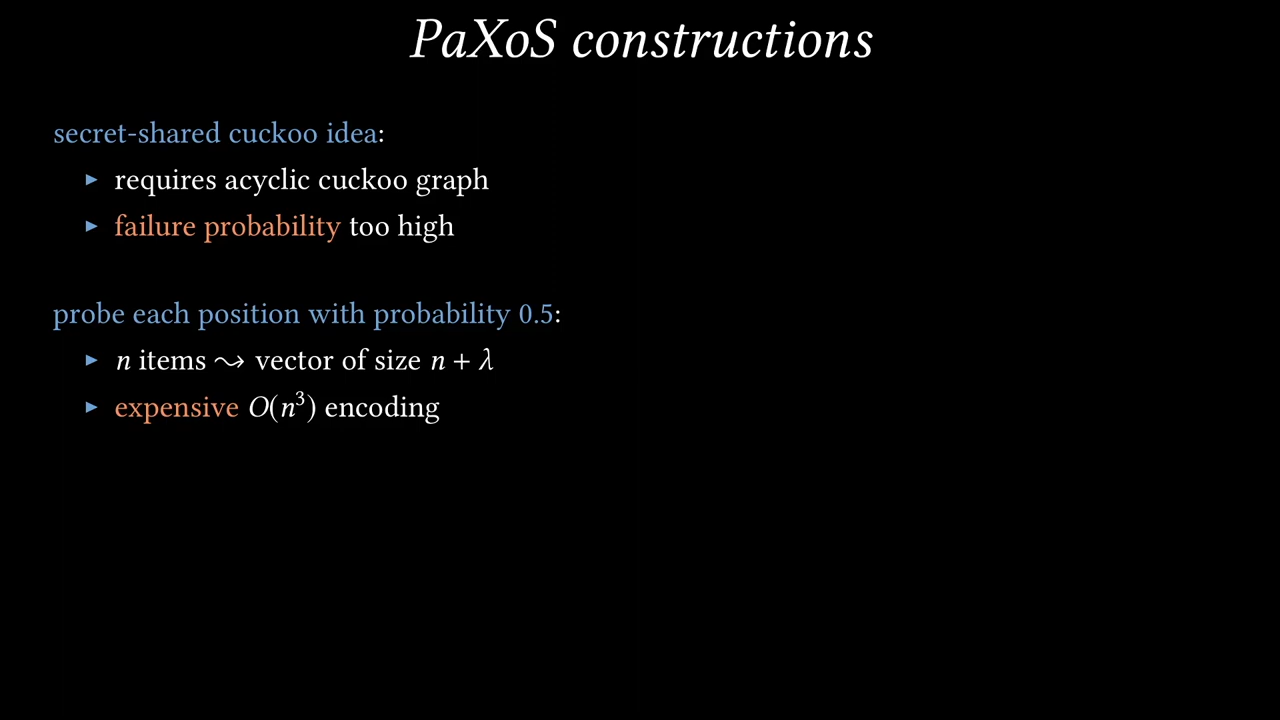 PaXoS constructions
secret-shared cuckoo idea:
▶ requires acyclic cuckoo graph
▶ failure probability too high
probe each position with probability 0.5:
▶ n items ⤳ vector of size n + λ
▶ expensive O(n³) encoding